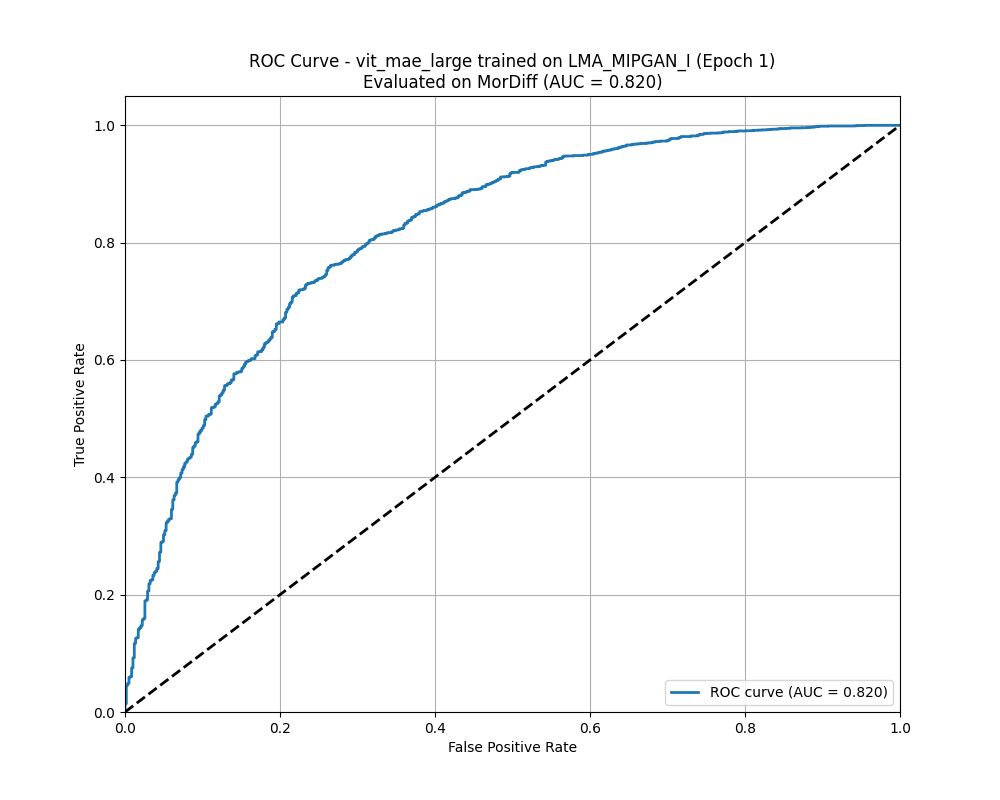 ROC Curve - vit_mae_large trained on LMA_MIPGAN_I (Epoch 1)
Evaluated on MorDiff (AUC = 0.820)
1.0
0.8
0.6
0.4
0.2
0.0
True Positive Rate
0.0 0.2 0.4 0.6 0.8 1.0
False Positive Rate
ROC curve (AUC = 0.820)